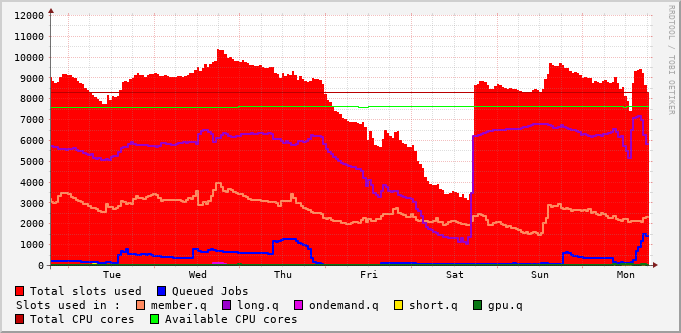 12000
11000
10000
9000
8000
7000
6000
5000
4000
3000
2000
1000
0
Tue Wed Thu Fri Sat Sun Mon
RRDTOOL / TOBI OETIKER
Total slots used Queued Jobs
Slots used in : member.q long.q ondemand.q short.q gpu.q
Total CPU cores Available CPU cores